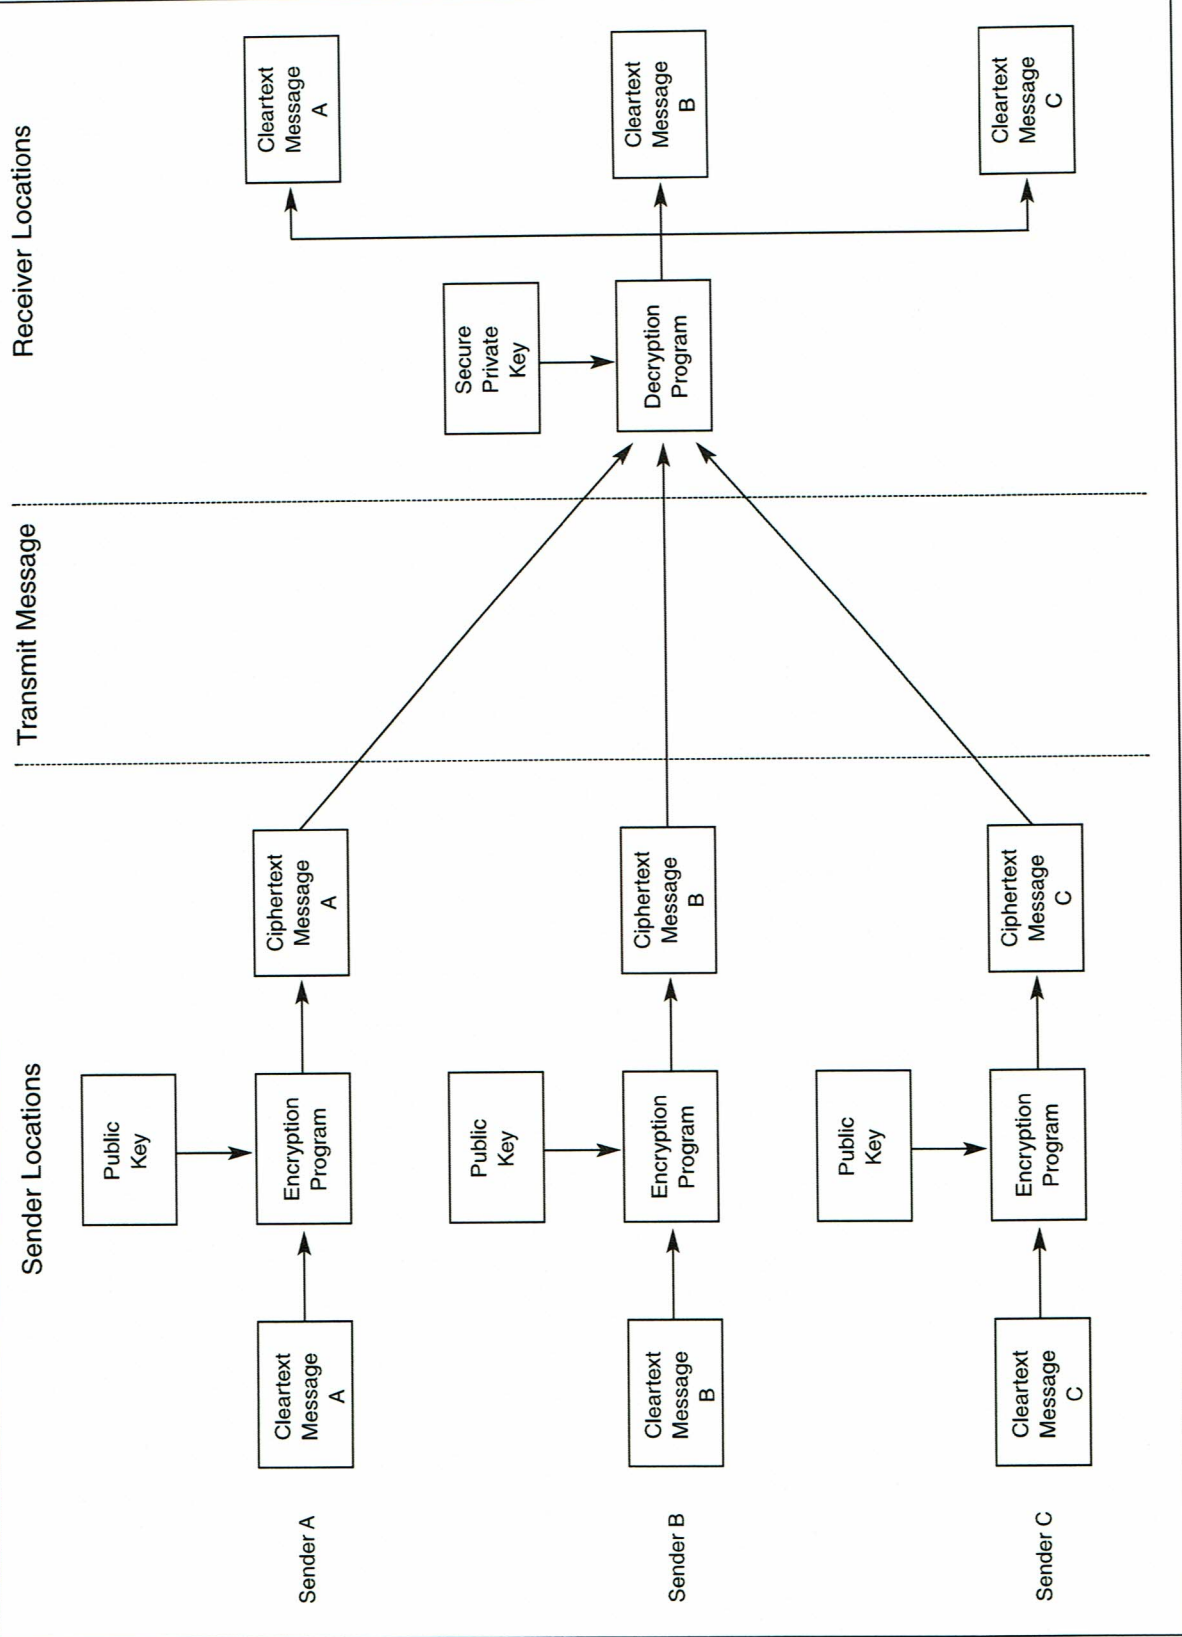 Sender Locations
Transmit Message
Receiver Locations
Public
Key
Secure
Private
Key
Sender A
Cleartext
Message
A
Encryption
Program
Ciphertext
Message
A
Cleartext
Message
A
Public
Key
Sender B
Cleartext
Message
B
Encryption
Program
Ciphertext
Message
B
Decryption
Program
Cleartext
Message
B
Public
Key
Sender C
Cleartext
Message
C
Encryption
Program
Ciphertext
Message
C
Cleartext
Message
C